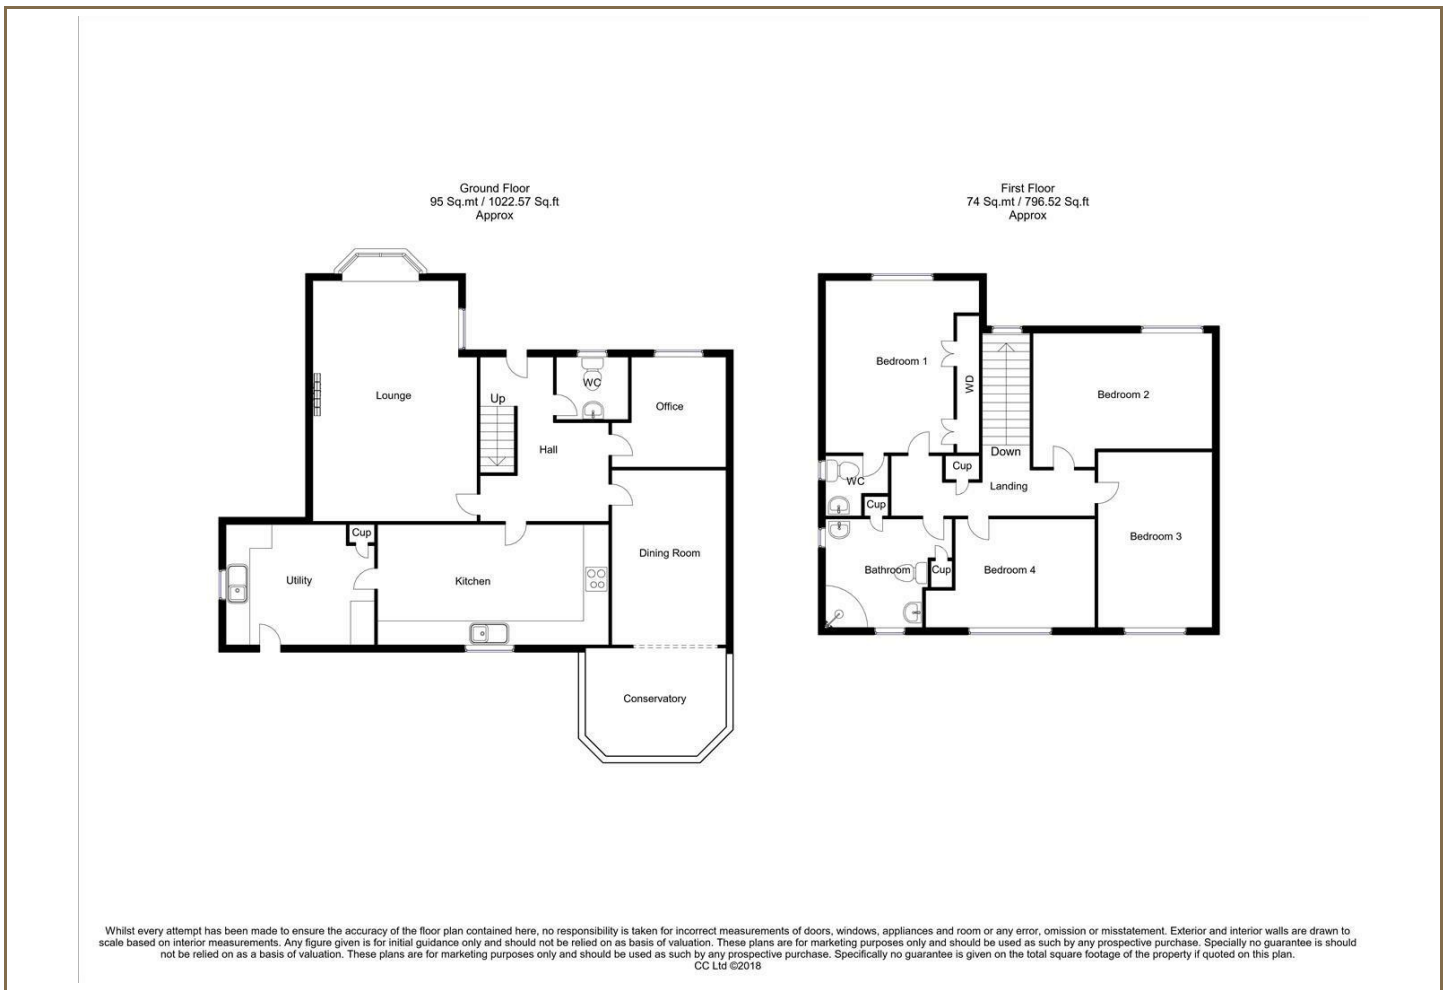 Ground Floor
95 Sq.mt / 1022.57 Sq.ft
Approx
First Floor
74 Sq.mt / 796.52 Sq.ft
Approx
Lounge
Up
WC
Office
Hall
Cup
Utility
Kitchen
Dining Room
Conservatory
Bedroom 1
WD
Bedroom 2
Down
Cup
WC
Landing
Cup
Bedroom 3
Bathroom
Cup
Bedroom 4
Whilst every attempt has been made to ensure the accuracy of the floor plan contained here, no responsibility is taken for incorrect measurements of doors, windows, appliances and room or any error, omission or misstatement. Exterior and interior walls are drawn to
scale based on interior measurements. Any figure given is for initial guidance only and should not be relied on as basis of valuation. These plans are for marketing purposes only and should be used as such by any prospective purchase. Specially no guarantee is should
not be relied on as a basis of valuation. These plans are for marketing purposes only and should be used as such by any prospective purchase. Specifically no guarantee is given on the total square footage of the property if quoted on this plan.
CC Ltd ©2018